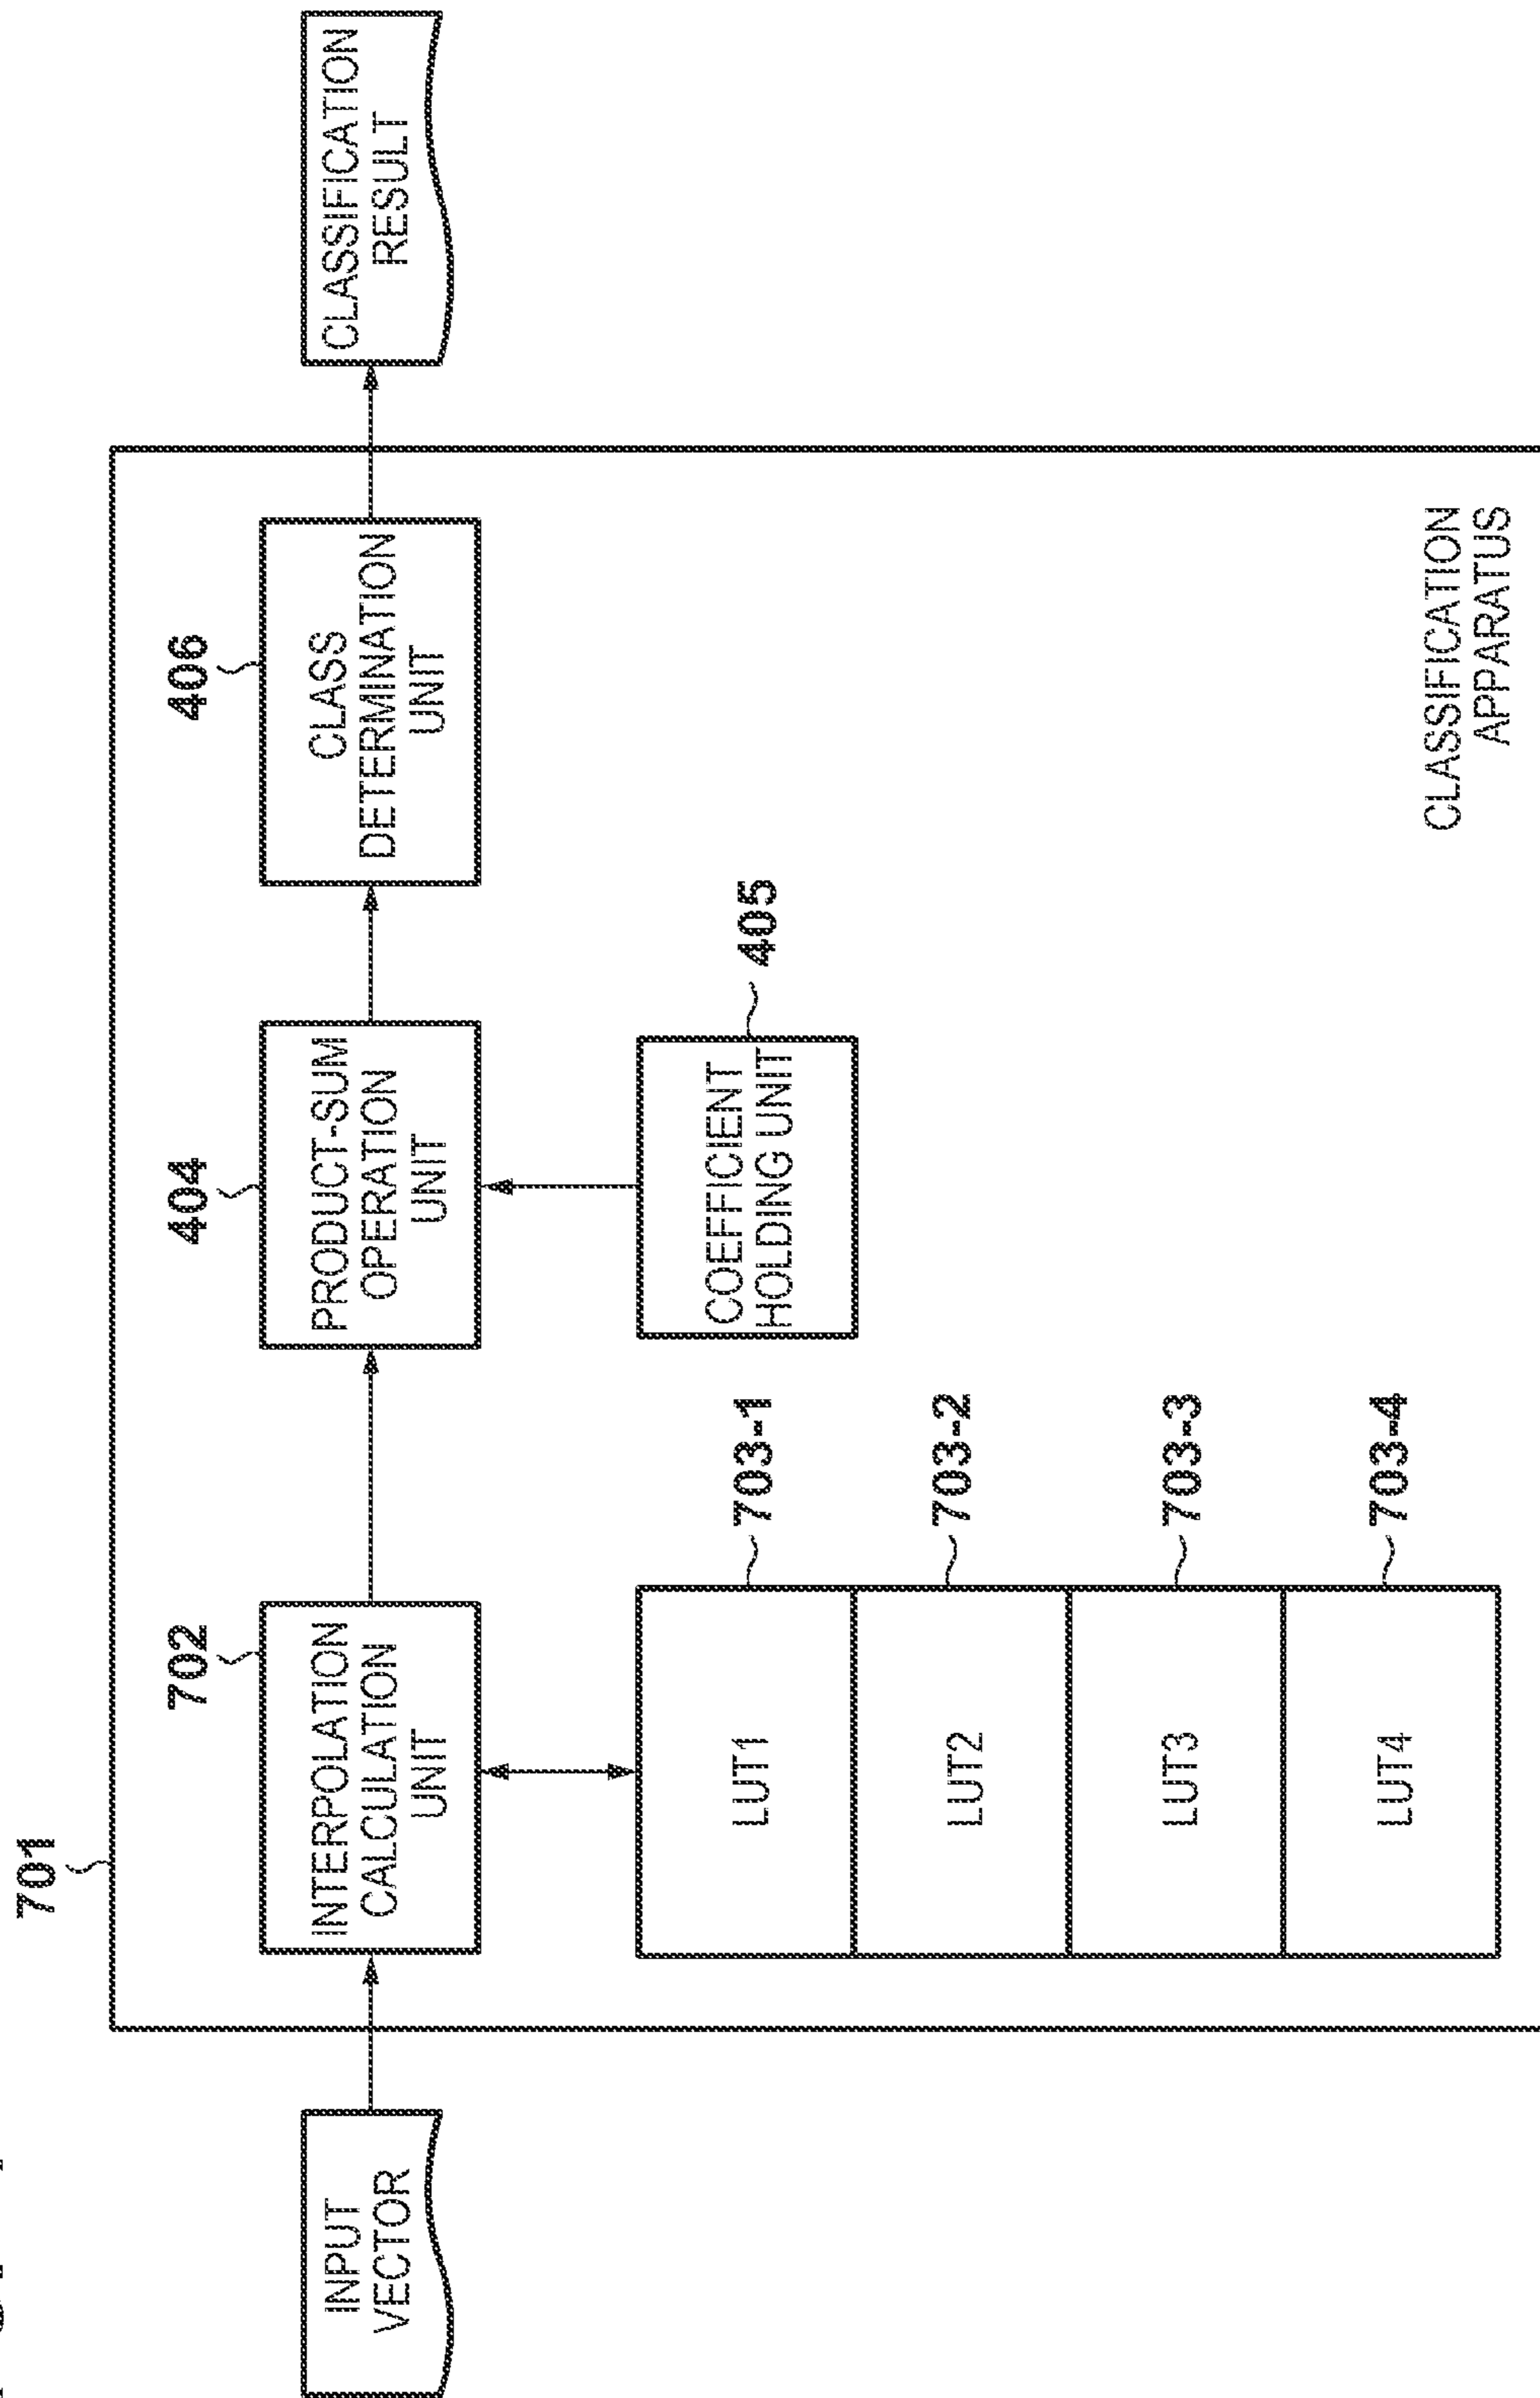 701
INPUT
VECTOR
702
INTERPOLATION
CALCULATION
UNIT
404
PRODUCT-SUM
OPERATION
UNIT
406
CLASS
DETERMINATION
UNIT
CLASSIFICATION
RESULT
LUT1
703-1
LUT2
703-2
LUT3
703-3
LUT4
703-4
COEFFICIENT
HOLDING UNIT
405
CLASSIFICATION
APPARATUS